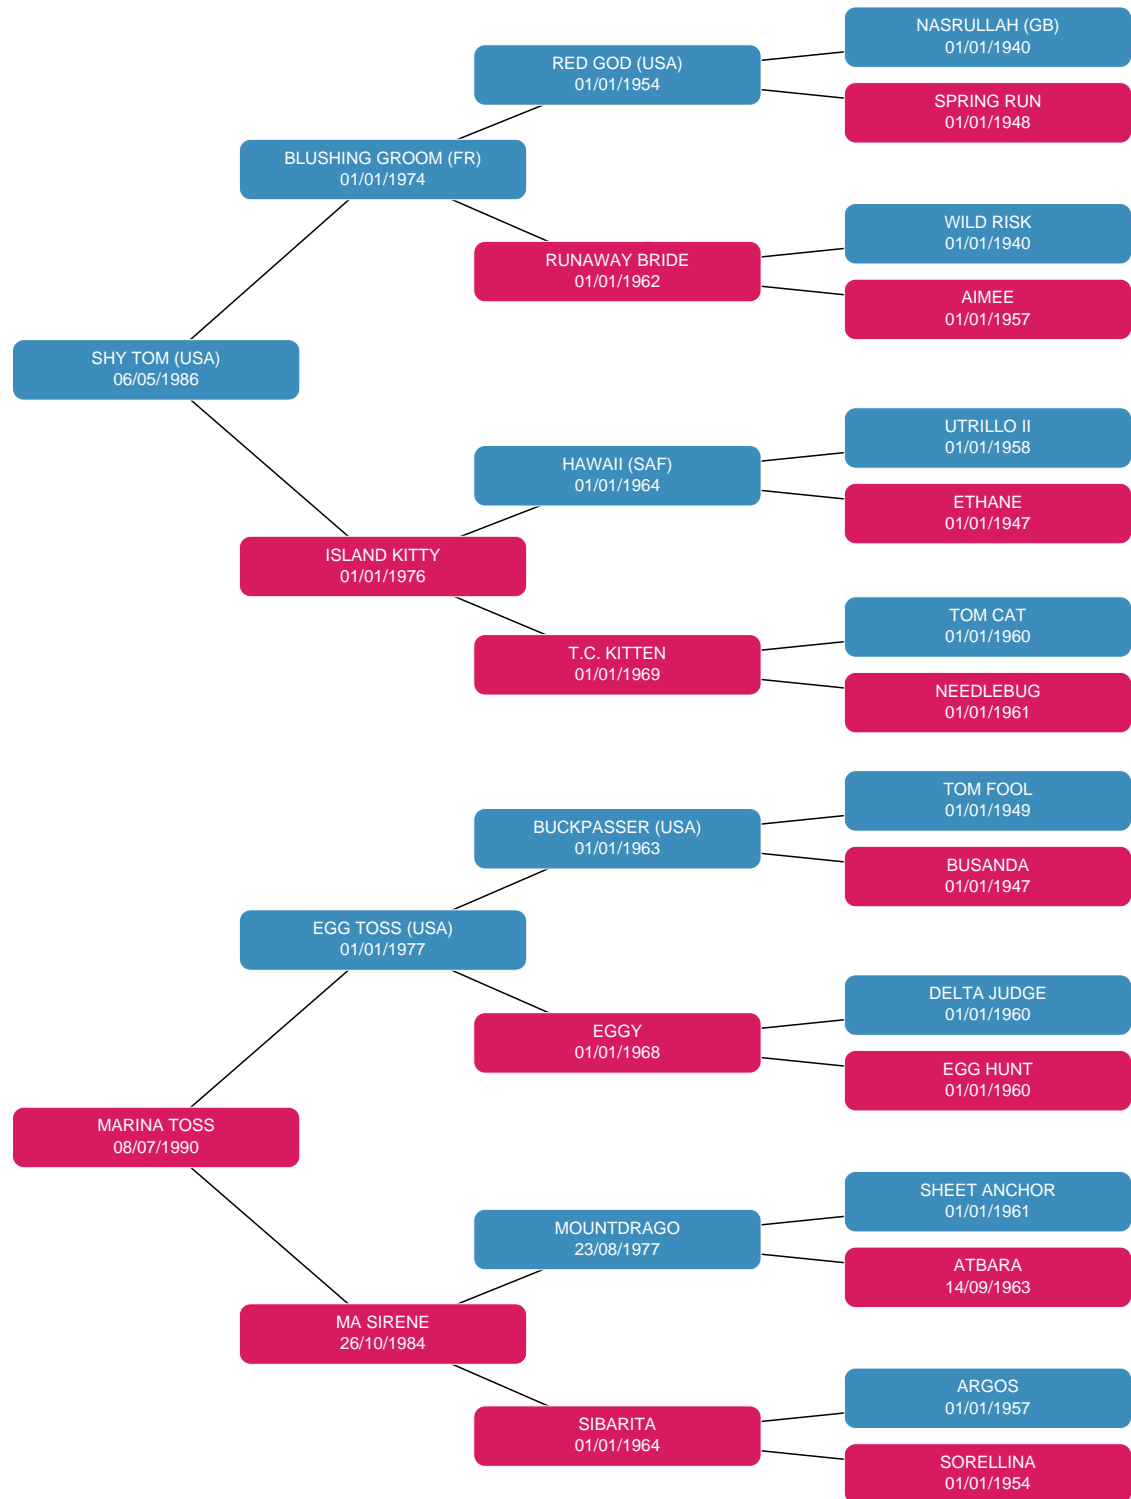 NASRULLAH (GB)
01/01/1940
RED GOD (USA)
01/01/1954
SPRING RUN
01/01/1948
BLUSHING GROOM (FR)
01/01/1974
WILD RISK
01/01/1940
RUNAWAY BRIDE
01/01/1962
AIMEE
01/01/1957
SHY TOM (USA)
06/05/1986
UTRILLO II
01/01/1958
HAWAII (SAF)
01/01/1964
ETHANE
01/01/1947
ISLAND KITTY
01/01/1976
TOM CAT
01/01/1960
T.C. KITTEN
01/01/1969
NEEDLEBUG
01/01/1961
TOM FOOL
01/01/1949
BUCKPASSER (USA)
01/01/1963
BUSANDA
01/01/1947
EGG TOSS (USA)
01/01/1977
DELTA JUDGE
01/01/1960
EGGY
01/01/1968
EGG HUNT
01/01/1960
MARINA TOSS
08/07/1990
SHEET ANCHOR
01/01/1961
MOUNTDRAGO
23/08/1977
ATBARA
14/09/1963
MA SIRENE
26/10/1984
ARGOS
01/01/1957
SIBARITA
01/01/1964
SORELLINA
01/01/1954